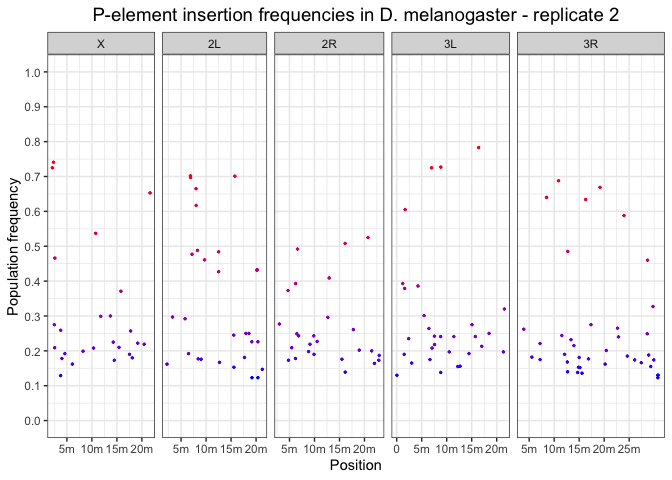 P-element insertion frequencies in D. melanogaster - replicate 2
X 2L 2R 3L 3R
1.0
0.9
0.8
0.7
0.6
0.5
0.4
0.3
0.2
0.1
0.0
Population frequency
5m 10m 15m 20m 5m 10m 15m 20m 5m 10m 15m 20m 0 5m 10m 15m 20m 5m 10m 15m 20m 25m
Position